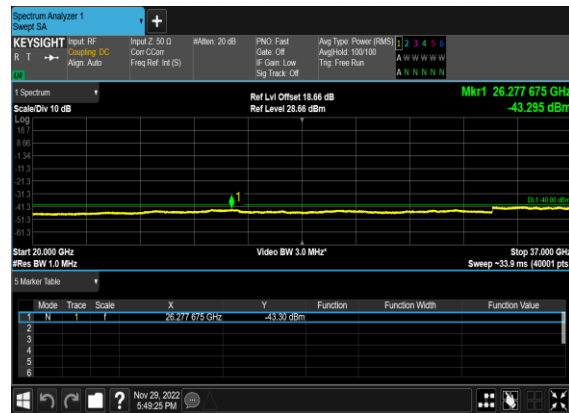 Spectrum Analyzer 1
Swept SA
+
KEYSIGHT Input: RF Input Z: 50 Ω #Atten: 20 dB PNO: Fast Avg Type: Power (RMS) 1 2 3 4 5 6
R T Coupling: DC Corr CCorr Gate: Off Avg|Hold: 100/100 A W W W W W
Align: Auto Freq Ref: Int (S) IF Gain: Low Trig: Free Run
LW Sig Track: Off A N N N N N
1 Spectrum Ref Lvl Offset 18.66 dB Mkr1 26.277 675 GHz
Scale/Div 10 dB Ref Level 28.66 dBm -43.295 dBm
Log
18.7
8.66
-1.34
-11.3
-21.3
-31.3
1
DL1 -40.00 dBm
-41.3
-51.3
-61.3
Start 20.000 GHz Video BW 3.0 MHz* Stop 37.000 GHz
#Res BW 1.0 MHz Sweep ~33.9 ms (40001 pts)
5 Marker Table
Mode Trace Scale X Y Function Function Width Function Value
1 N 1 f 26.277 675 GHz -43.30 dBm
2
3
4
5
6
? Nov 29, 2022
5:49:25 PM